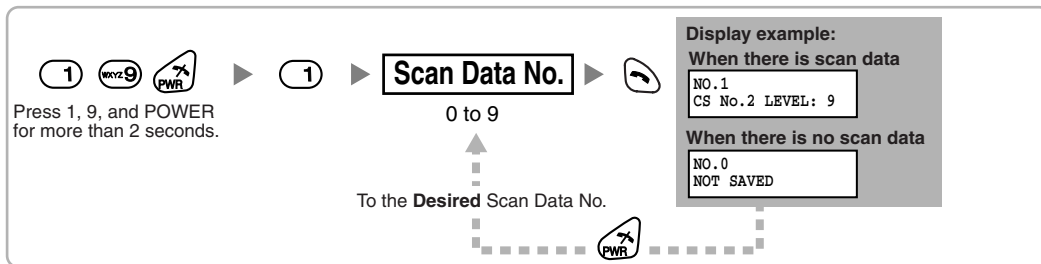 1) wxyz9 PWR
Press 1, 9, and POWER
for more than 2 seconds.
1)
Scan Data No.
0 to 9
Display example:
When there is scan data
NO.1
CS No.2 LEVEL: 9
When there is no scan data
NO.0
NOT SAVED
To the Desired Scan Data No.
PWR